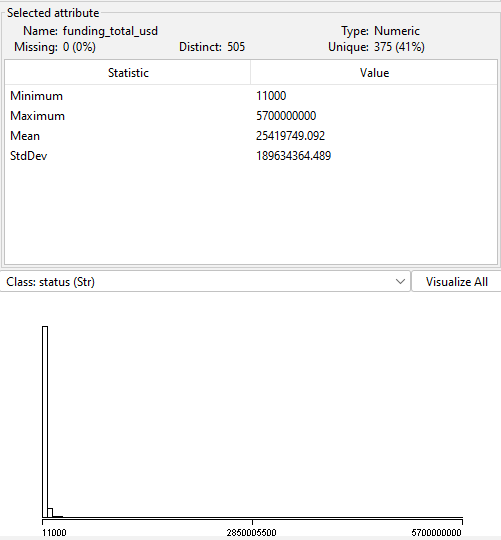 Selected attribute
Name: funding_total_usd Type: Numeric
Missing: 0 (0%) Distinct: 505 Unique: 375 (41%)
Statistic Value
Minimum 11000
Maximum 5700000000
Mean 25419749.092
StdDev 189634364.489
Class: status (Str) Visualize All
11000 2850005500 5700000000